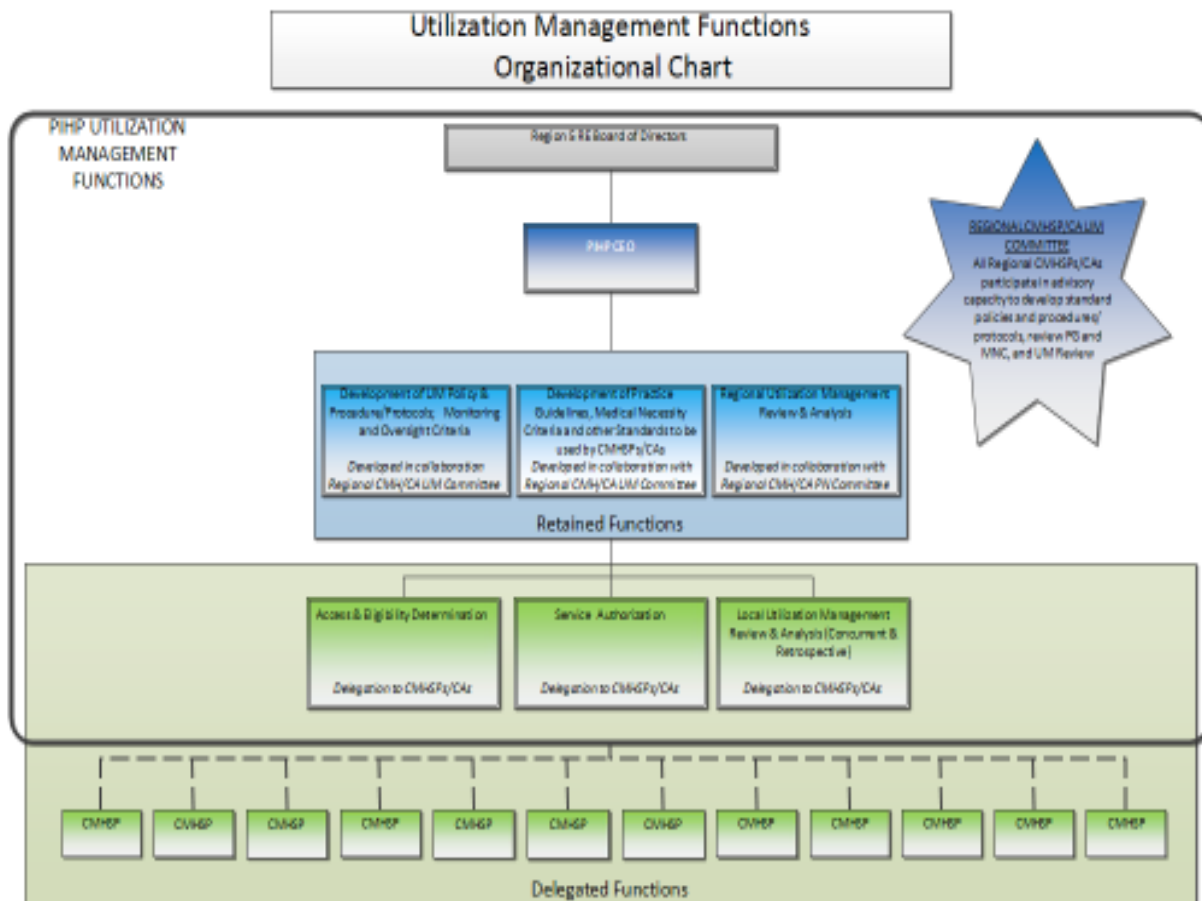 Utilization Management Functions
Organizational Chart
PIHP UTILIZATION
MANAGEMENT
FUNCTIONS
Region 5 RE Board of Directors
PIHP CEO
REGIONAL CMHSP/CA UM
COMMITTEE
All Regional CMHSPs/CAs
participate in advisory
capacity to develop standard
policies and procedures/
protocols, review PG and
MNC, and UM Review
Development of UM Policy &
Procedure/Protocols; Monitoring
and Oversight Criteria
Developed in collaboration
Regional CMH/CA UM Committee
Development of Practice
Guidelines, Medical Necessity
Criteria and other Standards to be
used by CMHSPs/CAs
Developed in collaboration with
Regional CMH/CA UM Committee
Regional Utilization Management
Review & Analysis
Developed in collaboration with
Regional CMH/CA PN Committee
Retained Functions
Access & Eligibility Determination
Delegation to CMHSPs/CAs
Service Authorization
Delegation to CMHSPs/CAs
Local Utilization Management
Review & Analysis (Concurrent &
Retrospective)
Delegation to CMHSPs/CAs
CMHSP
CMHSP
CMHSP
CMHSP
CMHSP
CMHSP
CMHSP
CMHSP
CMHSP
CMHSP
CMHSP
CMHSP
Delegated Functions